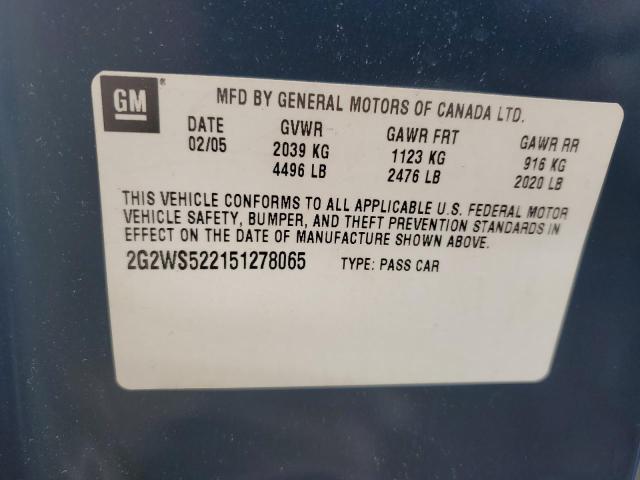 GM ®
MFD BY GENERAL MOTORS OF CANADA LTD.
DATE GVWR GAWR FRT GAWR RR
02/05 2039 KG 1123 KG 916 KG
4496 LB 2476 LB 2020 LB
THIS VEHICLE CONFORMS TO ALL APPLICABLE U.S. FEDERAL MOTOR
VEHICLE SAFETY, BUMPER, AND THEFT PREVENTION STANDARDS IN
EFFECT ON THE DATE OF MANUFACTURE SHOWN ABOVE.
2G2WS522151278065 TYPE: PASS CAR